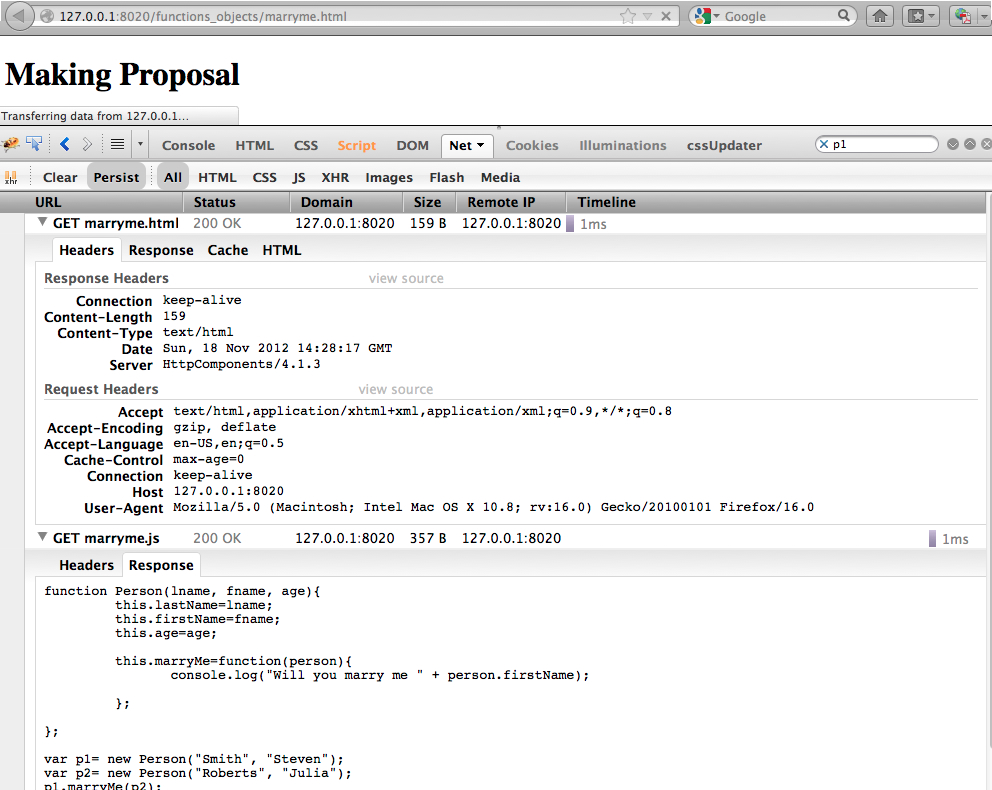 127.0.0.1:8020/functions_objects/marryme.html Google
Making Proposal
Transferring data from 127.0.0.1...
Console HTML CSS Script DOM Net Cookies Illuminations cssUpdater p1
xhr Clear Persist All HTML CSS JS XHR Images Flash Media
URL Status Domain Size Remote IP Timeline
GET marryme.html 200 OK 127.0.0.1:8020 159 B 127.0.0.1:8020 1ms
Headers Response Cache HTML
Response Headers view source
Connection keep-alive
Content-Length 159
Content-Type text/html
Date Sun, 18 Nov 2012 14:28:17 GMT
Server HttpComponents/4.1.3
Request Headers view source
Accept text/html,application/xhtml+xml,application/xml;q=0.9,*/*;q=0.8
Accept-Encoding gzip, deflate
Accept-Language en-US,en;q=0.5
Cache-Control max-age=0
Connection keep-alive
Host 127.0.0.1:8020
User-Agent Mozilla/5.0 (Macintosh; Intel Mac OS X 10.8; rv:16.0) Gecko/20100101 Firefox/16.0
GET marryme.js 200 OK 127.0.0.1:8020 357 B 127.0.0.1:8020 1ms
Headers Response
function Person(lname, fname, age){
this.lastName=lname;
this.firstName=fname;
this.age=age;
this.marryMe=function(person){
console.log("Will you marry me " + person.firstName);
};
};
var p1= new Person("Smith", "Steven");
var p2= new Person("Roberts", "Julia");
p1.marryMe(p2);